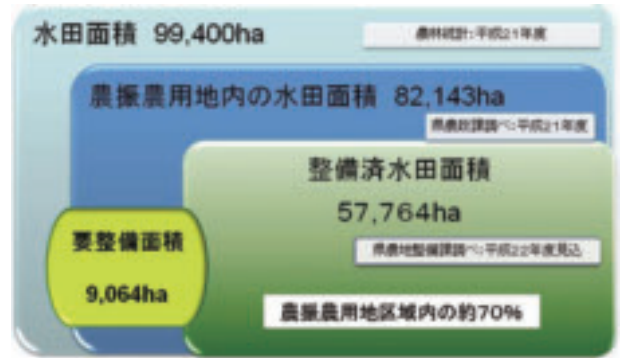 水田面積 99,400ha
農林統計:平成21年度
農振農用地内の水田面積 82,143ha
県農政課調べ:平成21年度
整備済水田面積
57,764ha
県農地整備課調べ:平成22年度見込
要整備面積
9,064ha
農振農用地区域内の約70%